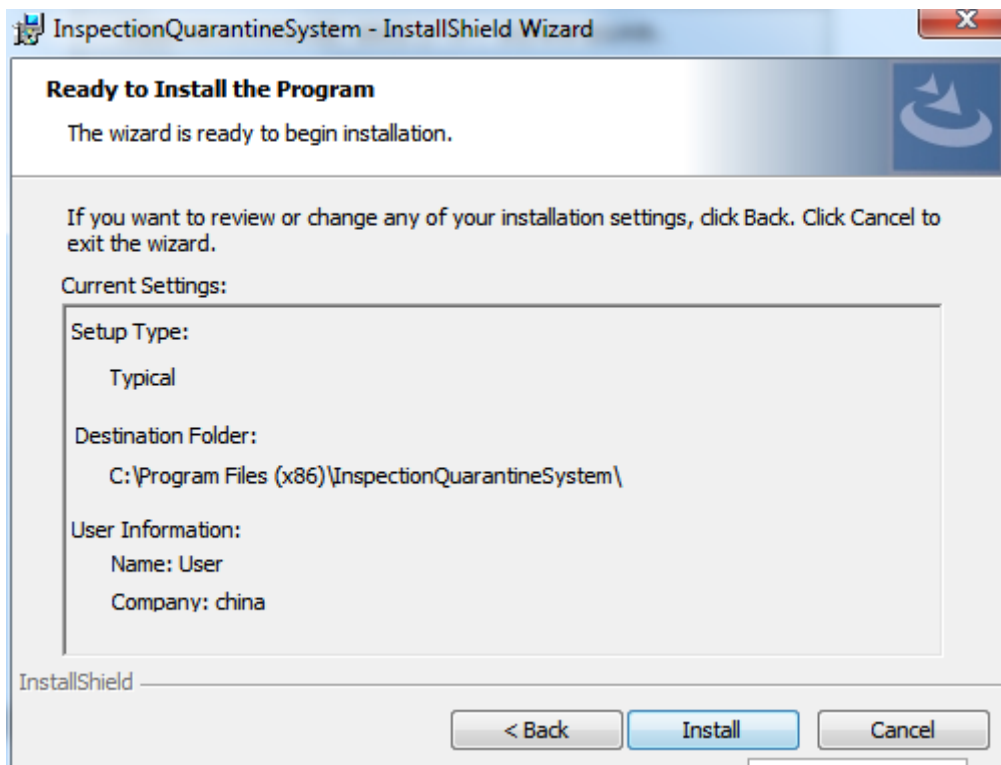 InspectionQuarantineSystem - InstallShield Wizard
Ready to Install the Program
The wizard is ready to begin installation.
If you want to review or change any of your installation settings, click Back. Click Cancel to
exit the wizard.
Current Settings:
Setup Type:
Typical
Destination Folder:
C:\Program Files (x86)\InspectionQuarantineSystem\
User Information:
Name: User
Company: china
InstallShield
< Back Install Cancel